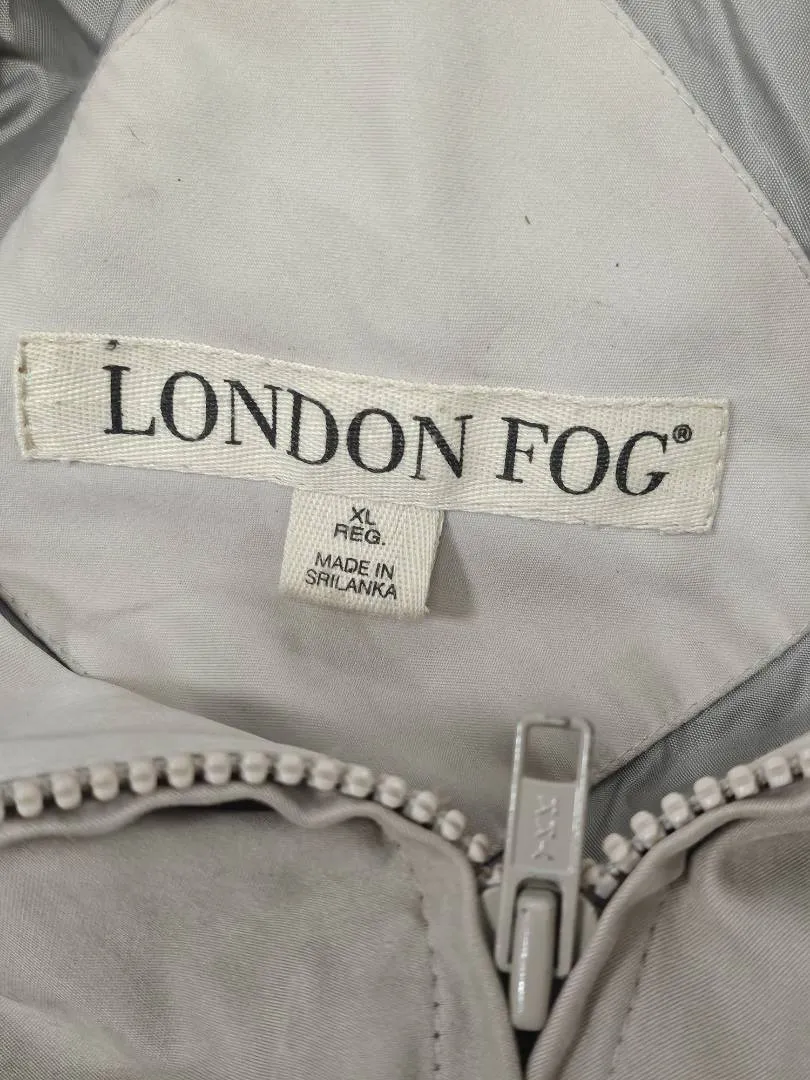 LONDON FOG®
XL
REG.
MADE IN
SRILANKA